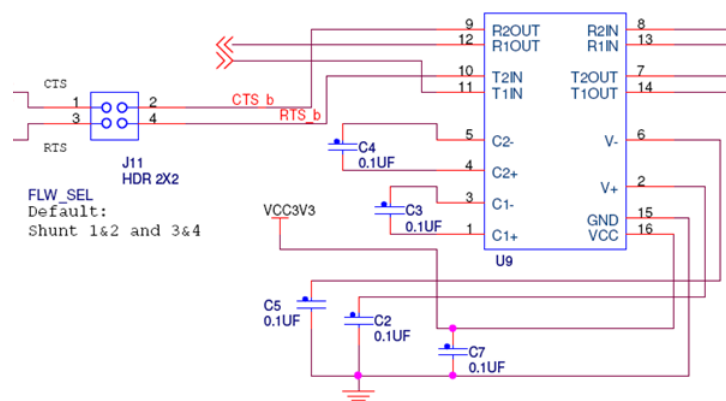 9 R2OUT R2IN 8
12 R1OUT R1IN 13
10 T2IN T2OUT 7
11 T1IN T1OUT 14
CTS
1 2 CTS_b
3 4 RTS_b
RTS
J11
HDR 2X2
FLW_SEL
Default:
Shunt 1&2 and 3&4
5 C2- V- 6
C4
0.1UF
4 C2+
V+ 2
3 C1-
C3
0.1UF
GND 15
1 C1+ VCC 16
U9
VCC3V3
C5
0.1UF
C2
0.1UF
C7
0.1UF